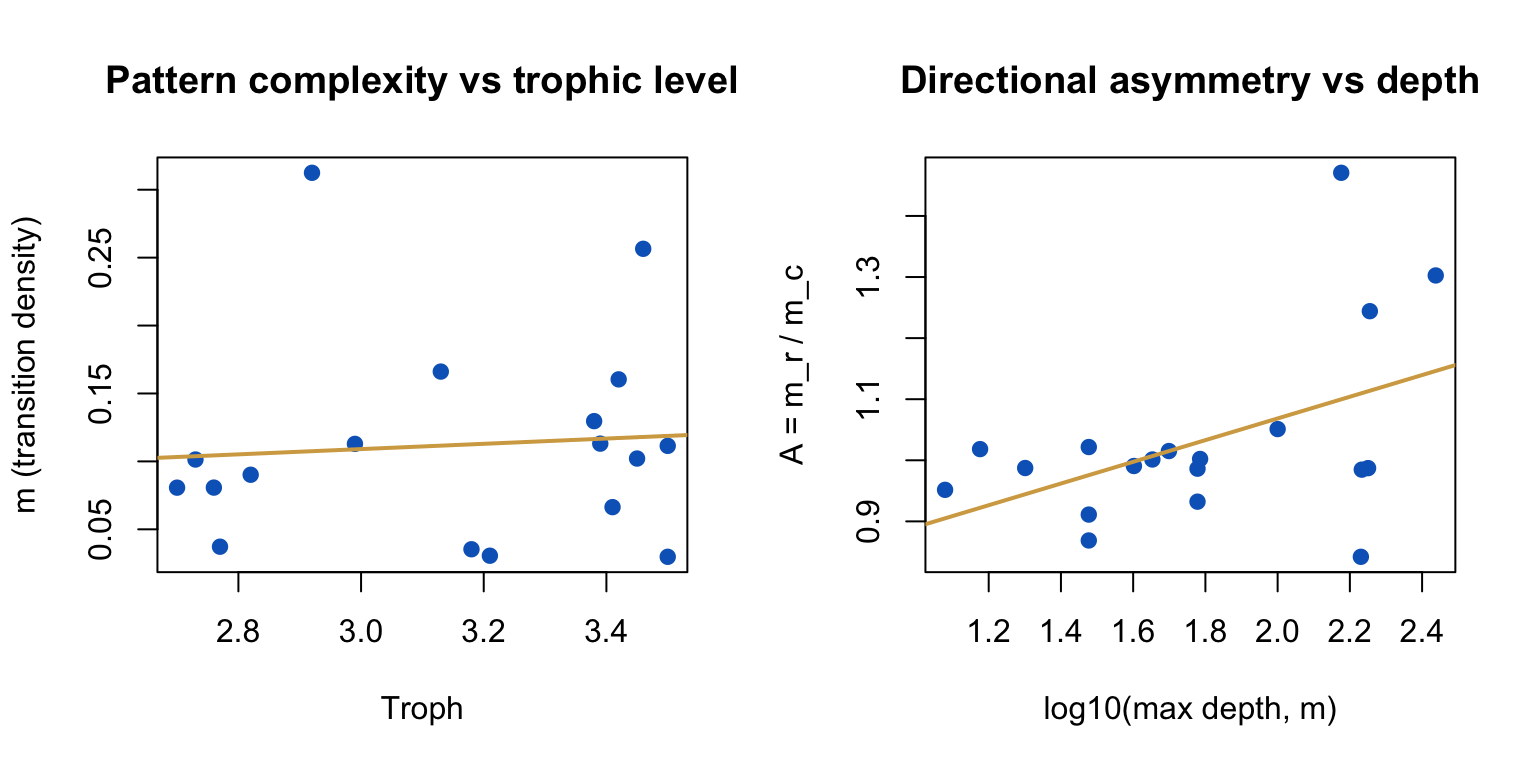 Pattern complexity vs trophic level
m (transition density)
0.25
0.15
0.05
2.8 3.0 3.2 3.4
Troph
Directional asymmetry vs depth
A = m_r / m_c
1.3
1.1
0.9
1.2 1.4 1.6 1.8 2.0 2.2 2.4
log10(max depth, m)